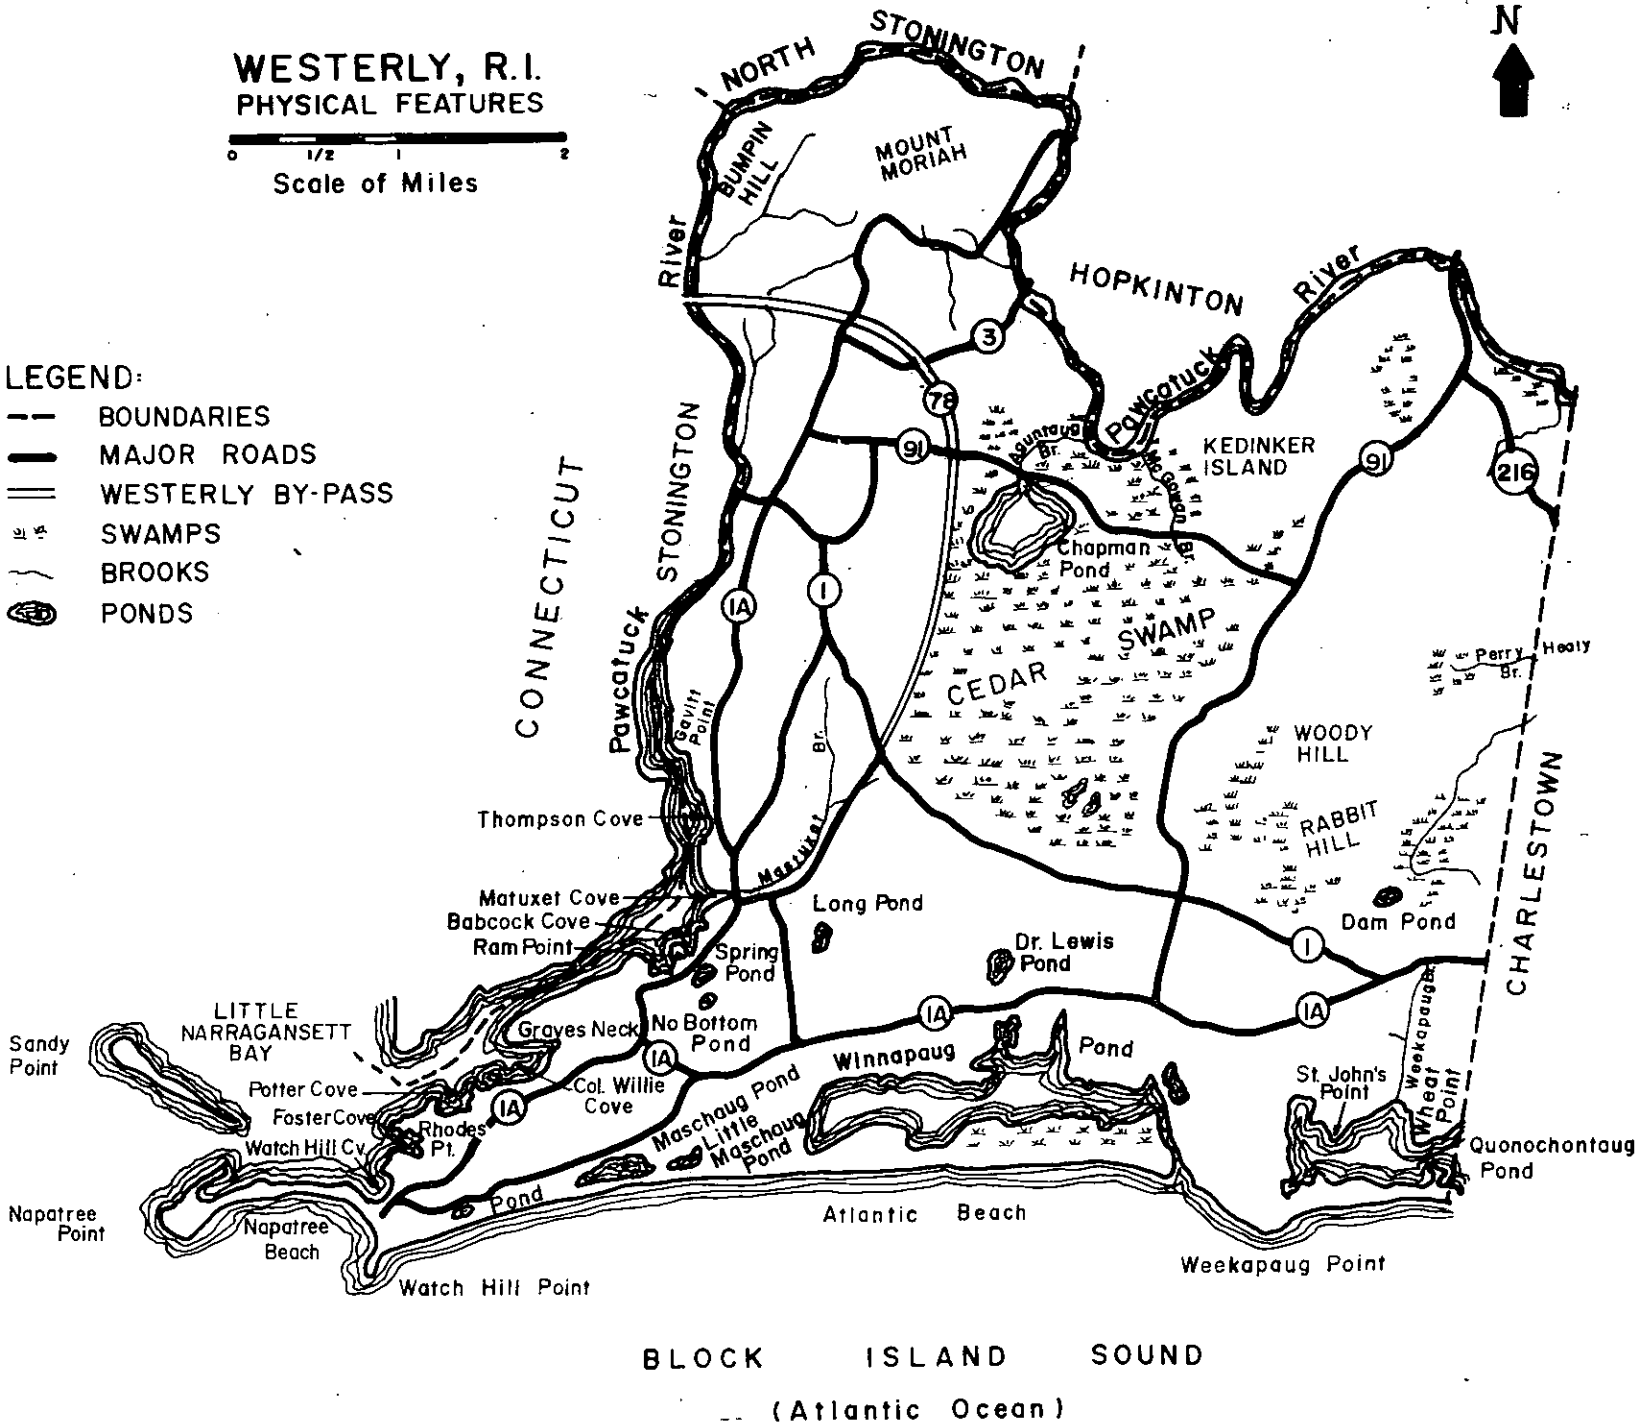 N
WESTERLY, R.I.
PHYSICAL FEATURES
0 1/2 1 2
Scale of Miles
NORTH STONINGTON
BUMPIN
HILL
MOUNT
MORIAH
River
HOPKINTON
River
LEGEND:
BOUNDARIES
MAJOR ROADS
WESTERLY BY-PASS
SWAMPS
BROOKS
PONDS
3
78
91
Pawcatuck
Aguntaug
Br.
McGowan Br.
KEDINKER
ISLAND
91
216
CONNECTICUT
STONINGTON
Chapman
Pond
1A
1
Pawcatuck
CEDAR SWAMP
Perry Healy
Br.
Gavitt
Point
Br.
WOODY
HILL
Thompson Cove
Mastuxet
RABBIT
HILL
CHARLESTOWN
Matuxet Cove
Babcock Cove
Ram Point
Long Pond
Dam Pond
Spring
Pond
Dr. Lewis
Pond
1
LITTLE
NARRAGANSETT
BAY
Graves Neck
No Bottom
Pond
1A
1A
1A
Weekapaug Br.
Sandy
Point
Winnapaug Pond
Potter Cove
Col. Willie
Cove
Foster Cove
1A
Rhodes
Pt.
Watch Hill Cv.
Maschaug Pond
Little
Maschaug
Pond
St. John's
Point
Wheat
Point
Quonochontaug
Pond
Napatree
Point
Napatree
Beach
Pond
Atlantic Beach
Watch Hill Point
Weekapaug Point
BLOCK ISLAND SOUND
(Atlantic Ocean)